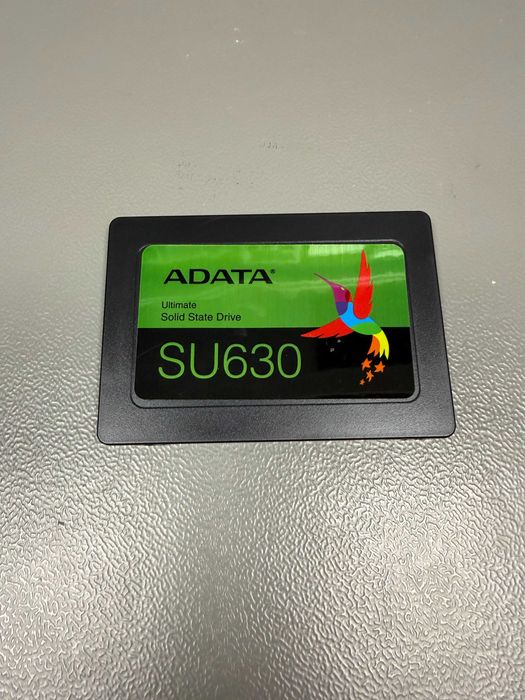 ADATA
Ultimate
Solid State Drive
SU630